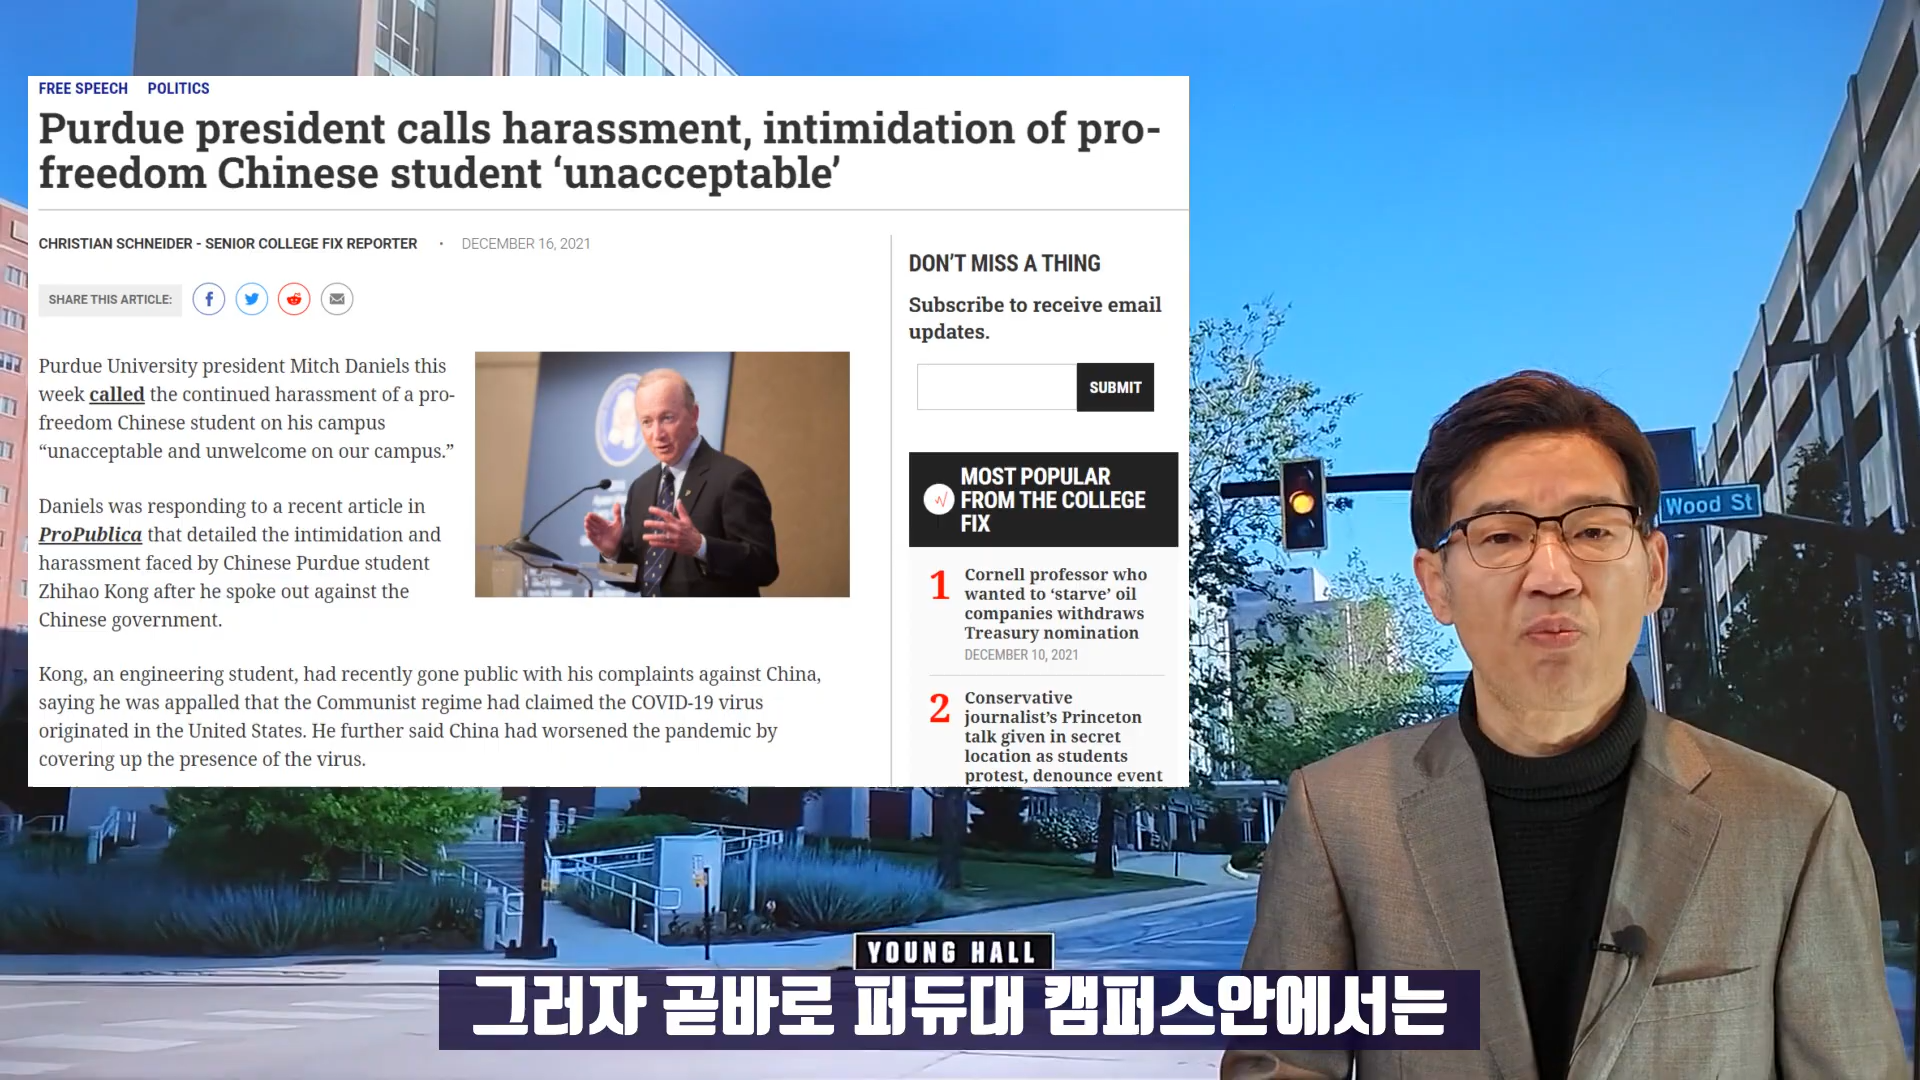 FREE SPEECH POLITICS
Purdue president calls harassment, intimidation of pro-
freedom Chinese student ‘unacceptable’
CHRISTIAN SCHNEIDER - SENIOR COLLEGE FIX REPORTER • DECEMBER 16, 2021
SHARE THIS ARTICLE:
Purdue University president Mitch Daniels this
week called the continued harassment of a pro-
freedom Chinese student on his campus
“unacceptable and unwelcome on our campus.”
Daniels was responding to a recent article in
ProPublica that detailed the intimidation and
harassment faced by Chinese Purdue student
Zhihao Kong after he spoke out against the
Chinese government.
Kong, an engineering student, had recently gone public with his complaints against China,
saying he was appalled that the Communist regime had claimed the COVID-19 virus
originated in the United States. He further said China had worsened the pandemic by
covering up the presence of the virus.
DON’T MISS A THING
Subscribe to receive email
updates.
SUBMIT
MOST POPULAR
FROM THE COLLEGE
FIX
1 Cornell professor who
wanted to ‘starve’ oil
companies withdraws
Treasury nomination
DECEMBER 10, 2021
2 Conservative
journalist’s Princeton
talk given in secret
location as students
protest, denounce event
Wood St
YOUNG HALL
그러자 곧바로 퍼듀대 캠퍼스안에서는